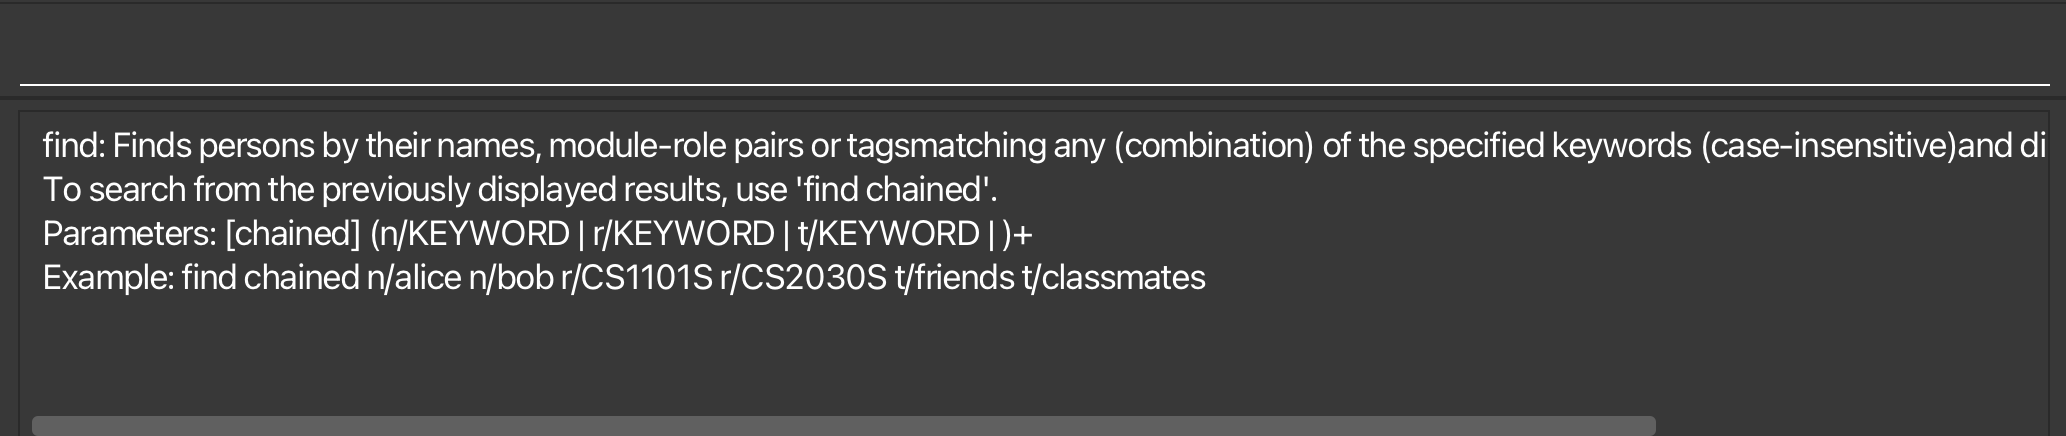 find: Finds persons by their names, module-role pairs or tagsmatching any (combination) of the specified keywords (case-insensitive)and di
To search from the previously displayed results, use 'find chained'.
Parameters: [chained] (n/KEYWORD | r/KEYWORD | t/KEYWORD | )+
Example: find chained n/alice n/bob r/CS1101S r/CS2030S t/friends t/classmates